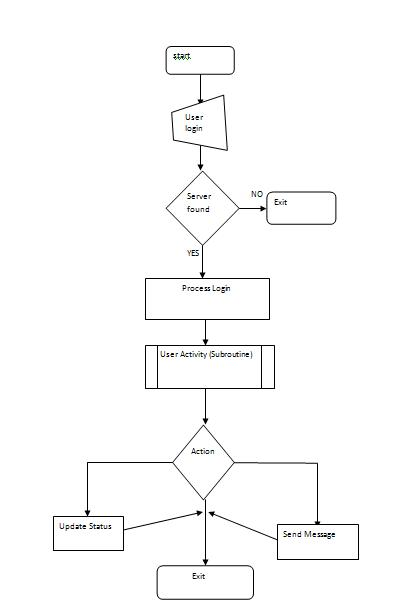 start
User
login
Server
found
NO
Exit
YES
Process Login
User Activity (Subroutine)
Action
Update Status
Send Message
Exit